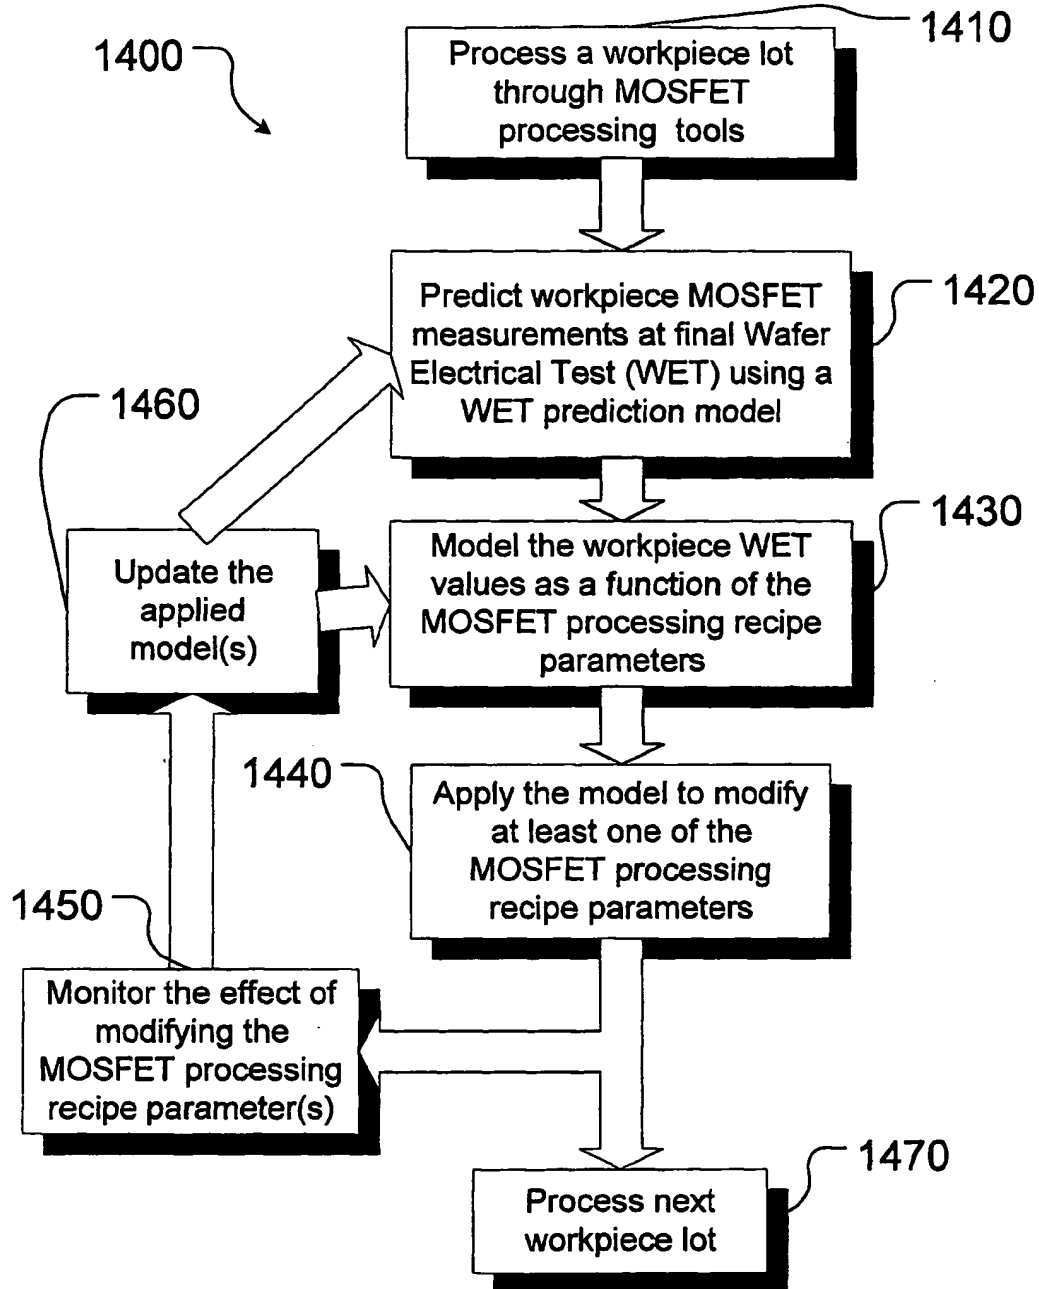 1400
1410
Process a workpiece lot
through MOSFET
processing tools
1420
Predict workpiece MOSFET
measurements at final Wafer
Electrical Test (WET) using a
WET prediction model
1460
Update the
applied
model(s)
1430
Model the workpiece WET
values as a function of the
MOSFET processing recipe
parameters
1440
Apply the model to modify
at least one of the
MOSFET processing
recipe parameters
1450
Monitor the effect of
modifying the
MOSFET processing
recipe parameter(s)
1470
Process next
workpiece lot